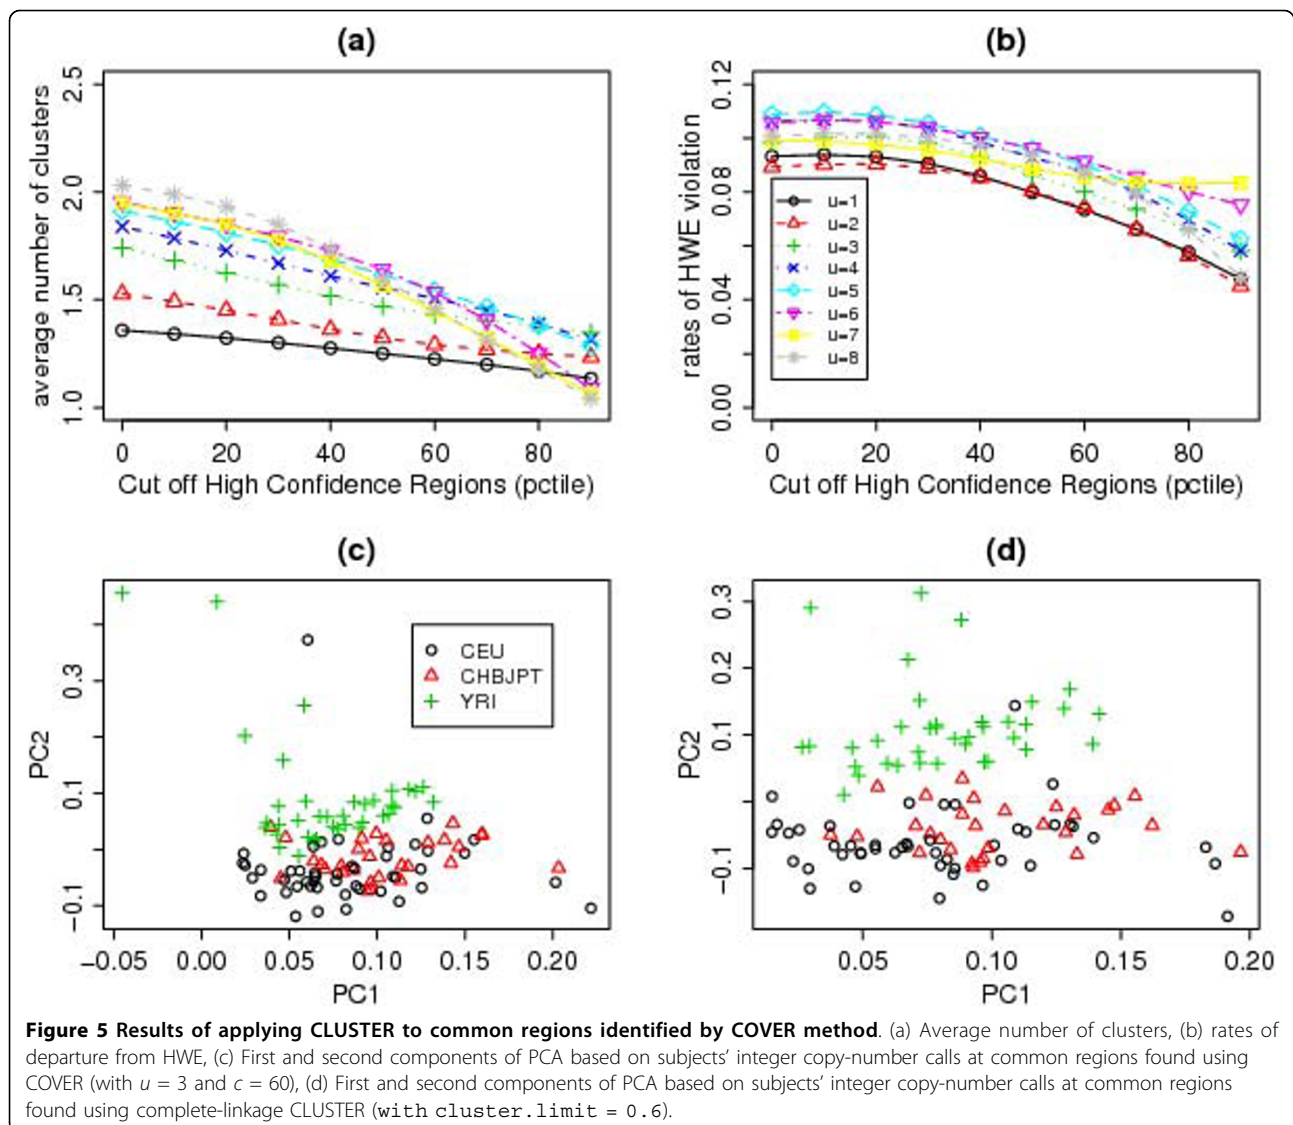 (a)
average number of clusters
2.5
2.0
1.5
1.0
0 20 40 60 80
Cut off High Confidence Regions (pctile)
(b)
rates of HWE violation
0.12
0.08
0.04
0.00
u=1
u=2
u=3
u=4
u=5
u=6
u=7
u=8
0 20 40 60 80
Cut off High Confidence Regions (pctile)
(c)
PC2
0.3
0.1
−0.1
CEU
CHBJPT
YRI
−0.05 0.00 0.05 0.10 0.15 0.20
PC1
(d)
PC2
0.3
0.2
0.1
−0.1
0.05 0.10 0.15 0.20
PC1
Figure 5 Results of applying CLUSTER to common regions identified by COVER method. (a) Average number of clusters, (b) rates of
departure from HWE, (c) First and second components of PCA based on subjects' integer copy-number calls at common regions found using
COVER (with u = 3 and c = 60), (d) First and second components of PCA based on subjects' integer copy-number calls at common regions
found using complete-linkage CLUSTER (with cluster.limit = 0.6).